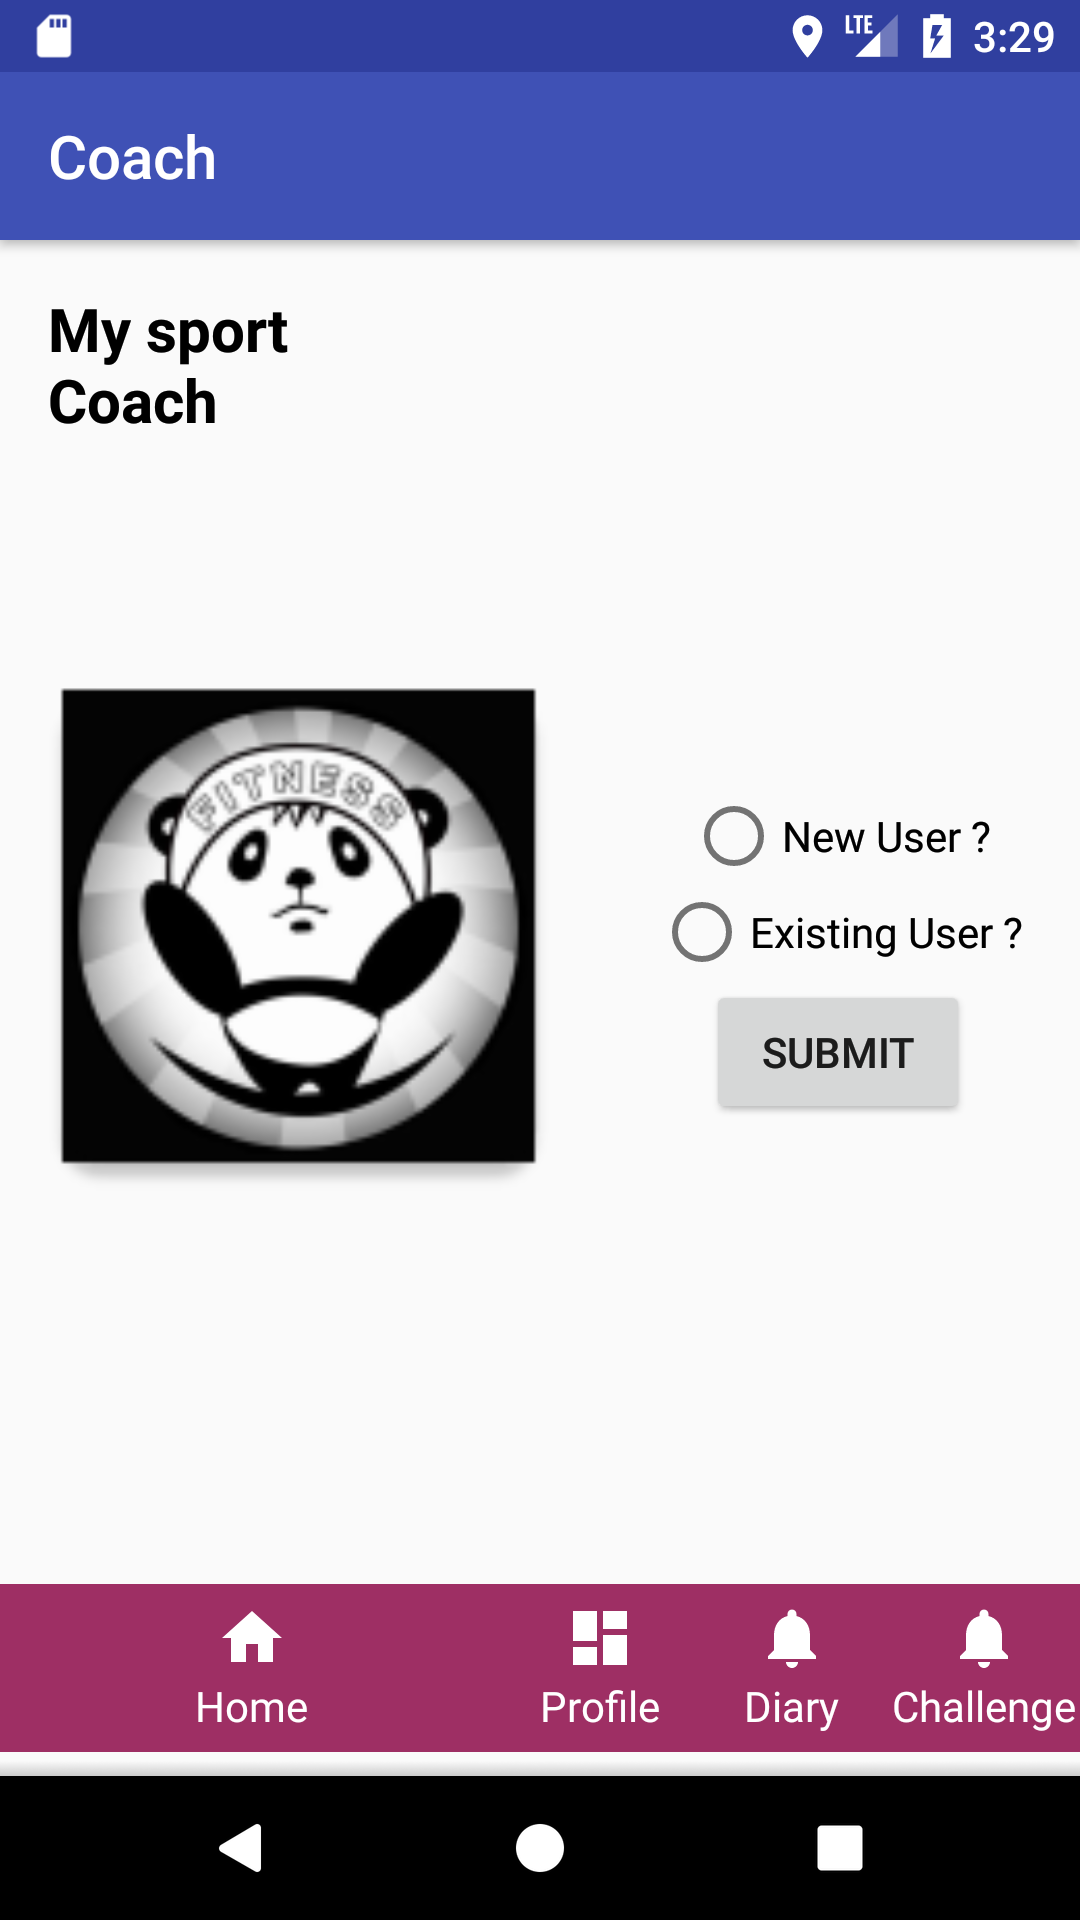 LTE 3:29
Coach
My sport
Coach
FITNESS
New User ?
Existing User ?
SUBMIT
Home Profile Diary Challenge